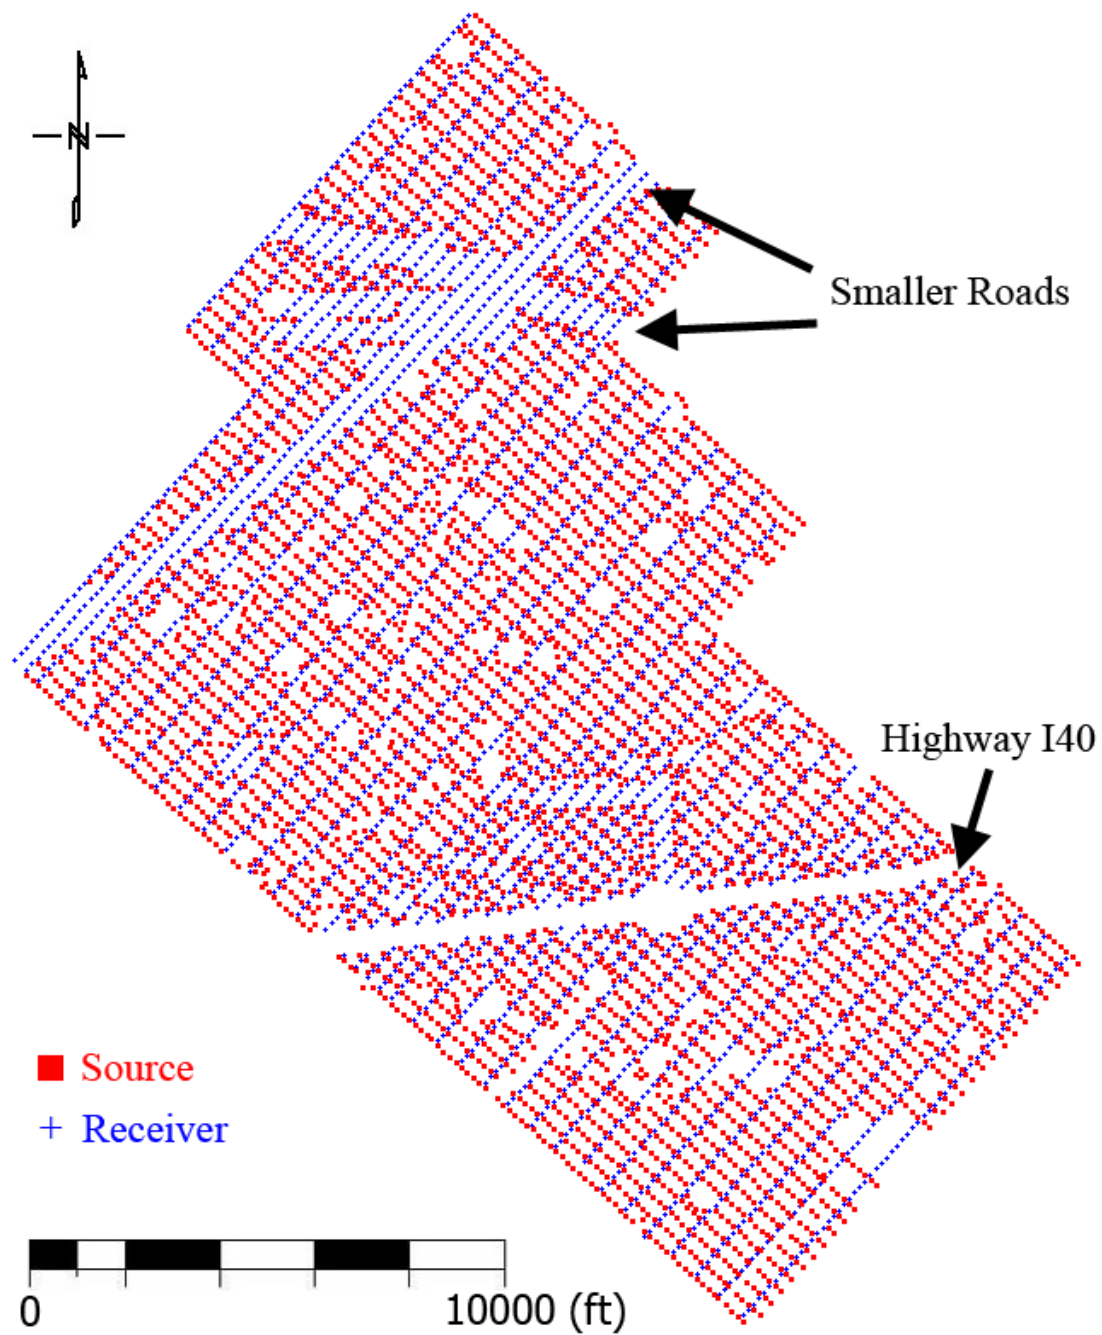 N
Smaller Roads
Highway I40
Source
Receiver
0
10000 (ft)